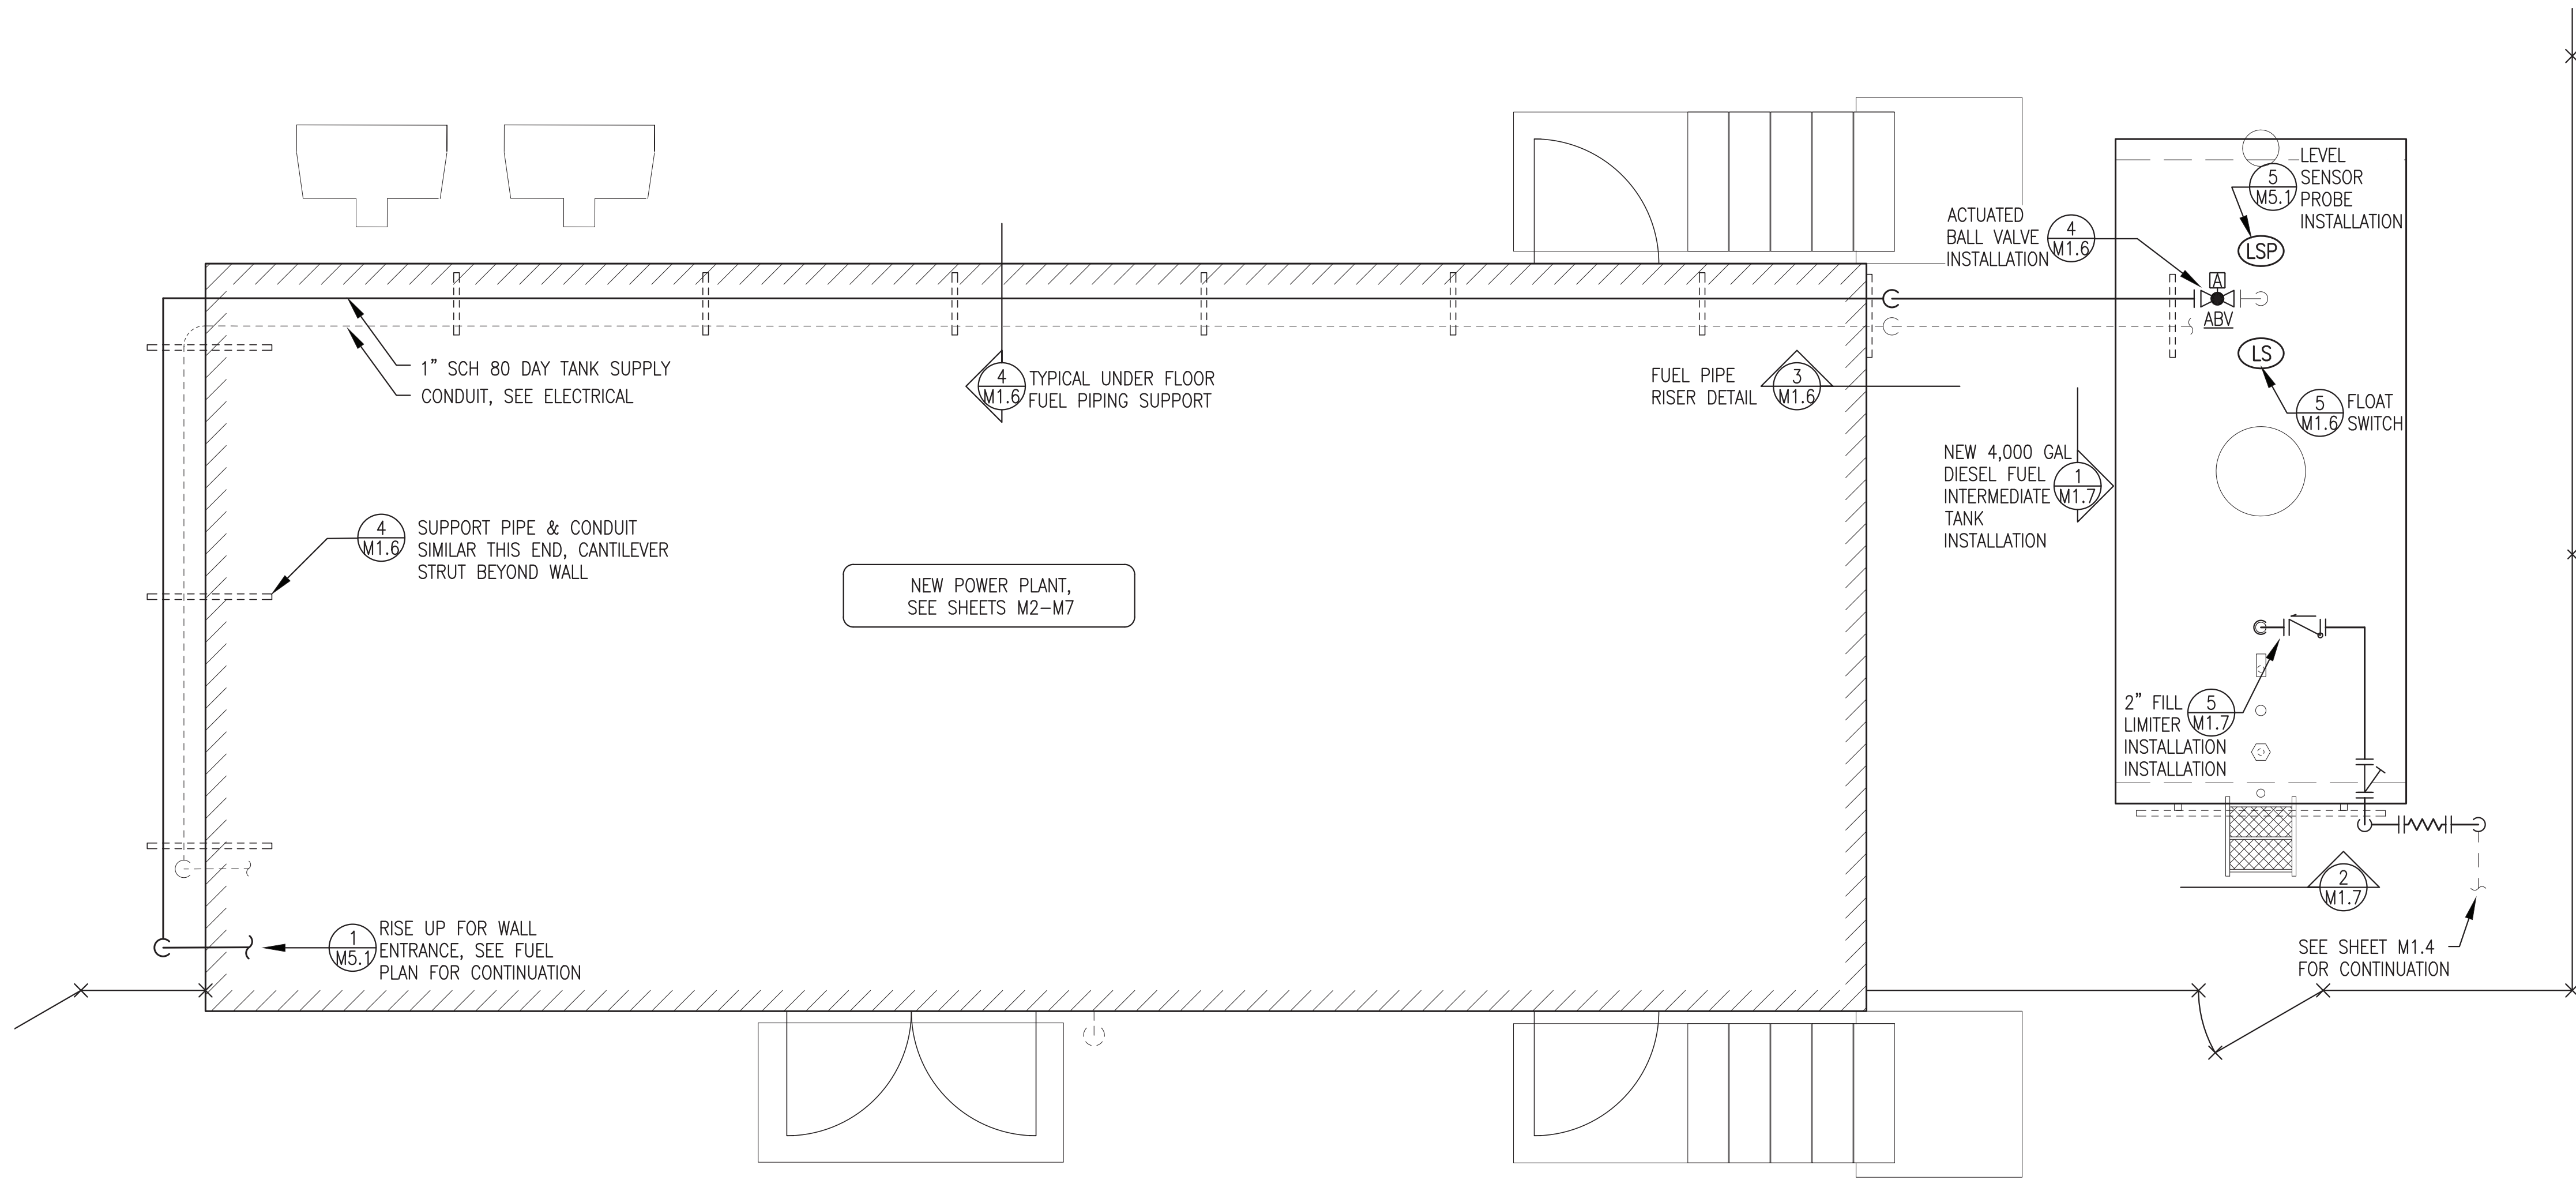 LEVEL
SENSOR
PROBE
INSTALLATION
5
M5.1
LSP
ACTUATED
BALL VALVE
INSTALLATION
4
M1.6
A
ABV
LS
5
M1.6
FLOAT
SWITCH
1" SCH 80 DAY TANK SUPPLY
CONDUIT, SEE ELECTRICAL
4
M1.6
TYPICAL UNDER FLOOR
FUEL PIPING SUPPORT
FUEL PIPE
RISER DETAIL
3
M1.6
NEW 4,000 GAL
DIESEL FUEL
INTERMEDIATE
TANK
INSTALLATION
1
M1.7
4
M1.6
SUPPORT PIPE & CONDUIT
SIMILAR THIS END, CANTILEVER
STRUT BEYOND WALL
NEW POWER PLANT,
SEE SHEETS M2-M7
2" FILL
LIMITER
INSTALLATION
INSTALLATION
5
M1.7
2
M1.7
1
M5.1
RISE UP FOR WALL
ENTRANCE, SEE FUEL
PLAN FOR CONTINUATION
SEE SHEET M1.4
FOR CONTINUATION